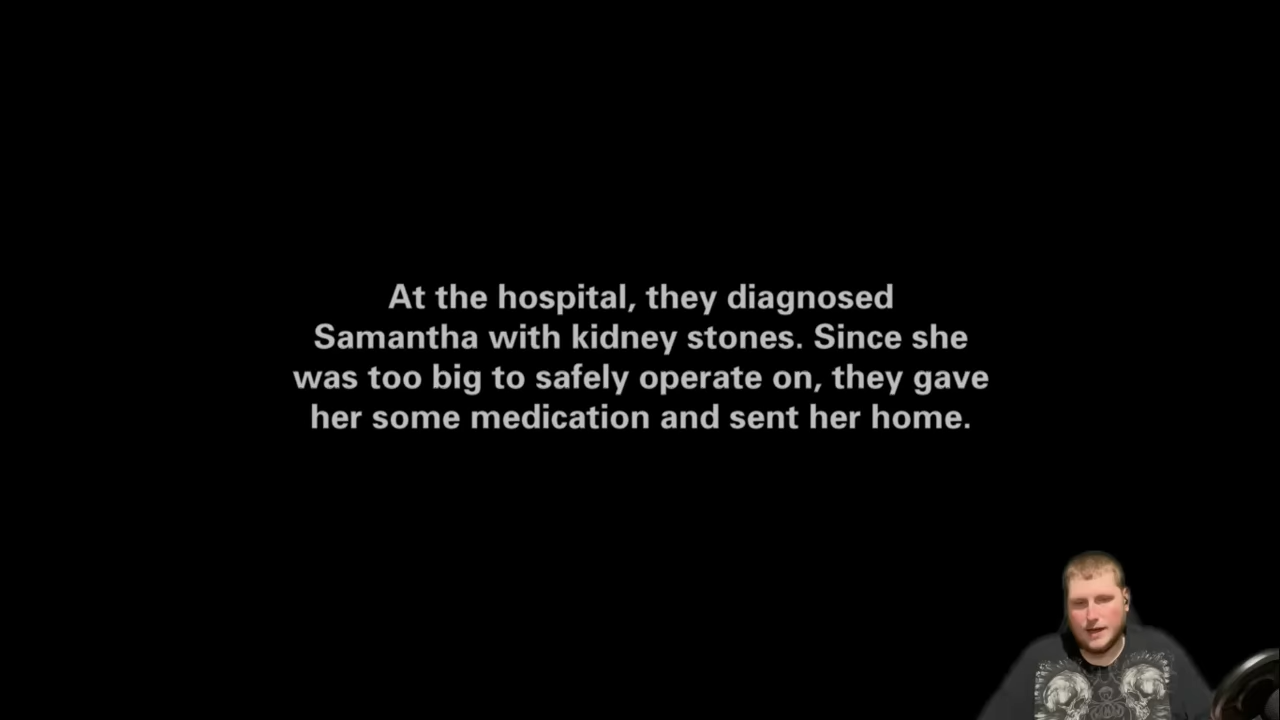 At the hospital, they diagnosed
Samantha with kidney stones. Since she
was too big to safely operate on, they gave
her some medication and sent her home.